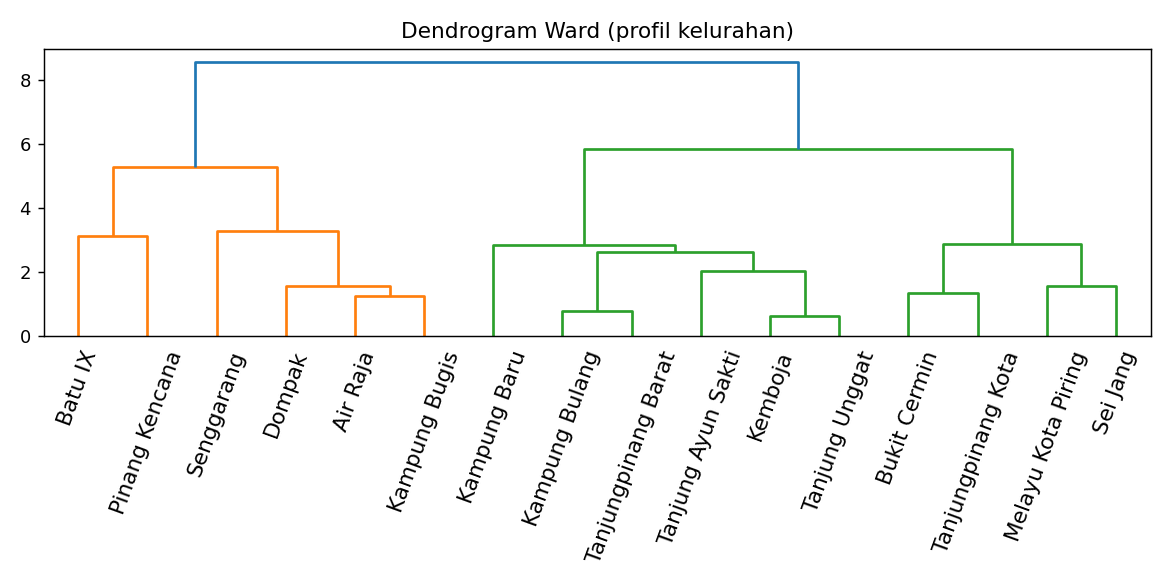 Dendrogram Ward (profil kelurahan)
8
6
4
2
0
Batu IX
Pinang Kencana
Senggarang
Dompak
Air Raja
Kampung Bugis
Kampung Baru
Kampung Bulang
Tanjungpinang Barat
Tanjung Ayun Sakti
Kemboja
Tanjung Unggat
Bukit Cermin
Tanjungpinang Kota
Melayu Kota Piring
Sei Jang